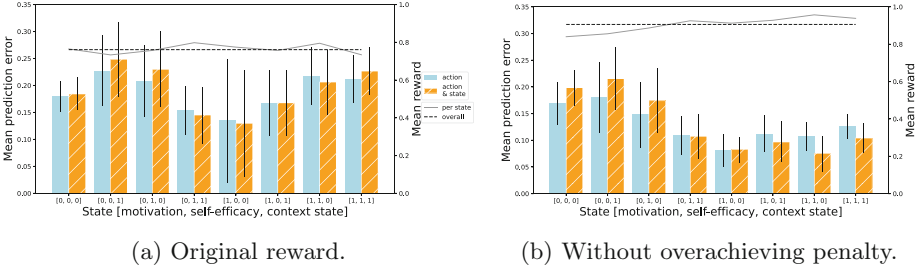 Mean prediction error
0.35
0.30
0.25
0.20
0.15
0.10
0.05
0.00
[0, 0, 0] [0, 0, 1] [0, 1, 0] [0, 1, 1] [1, 0, 0] [1, 0, 1] [1, 1, 0] [1, 1, 1]
State [motivation, self-efficacy, context state]
1.0
0.8
0.6
0.4
0.2
0.0
Mean reward
action
action
& state
per state
overall
(a) Original reward.
Mean prediction error
0.35
0.30
0.25
0.20
0.15
0.10
0.05
0.00
[0, 0, 0] [0, 0, 1] [0, 1, 0] [0, 1, 1] [1, 0, 0] [1, 0, 1] [1, 1, 0] [1, 1, 1]
State [motivation, self-efficacy, context state]
1.0
0.8
0.6
0.4
0.2
0.0
Mean reward
(b) Without overachieving penalty.